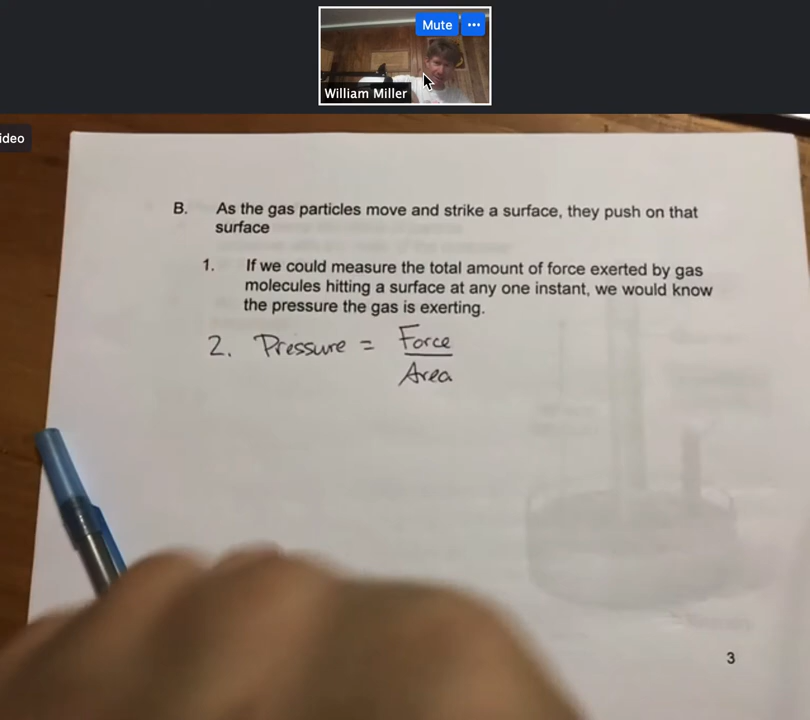 Mute
William Miller
ideo
B. As the gas particles move and strike a surface, they push on that
surface
1. If we could measure the total amount of force exerted by gas
molecules hitting a surface at any one instant, we would know
the pressure the gas is exerting.
2. Pressure = Force
Area
3